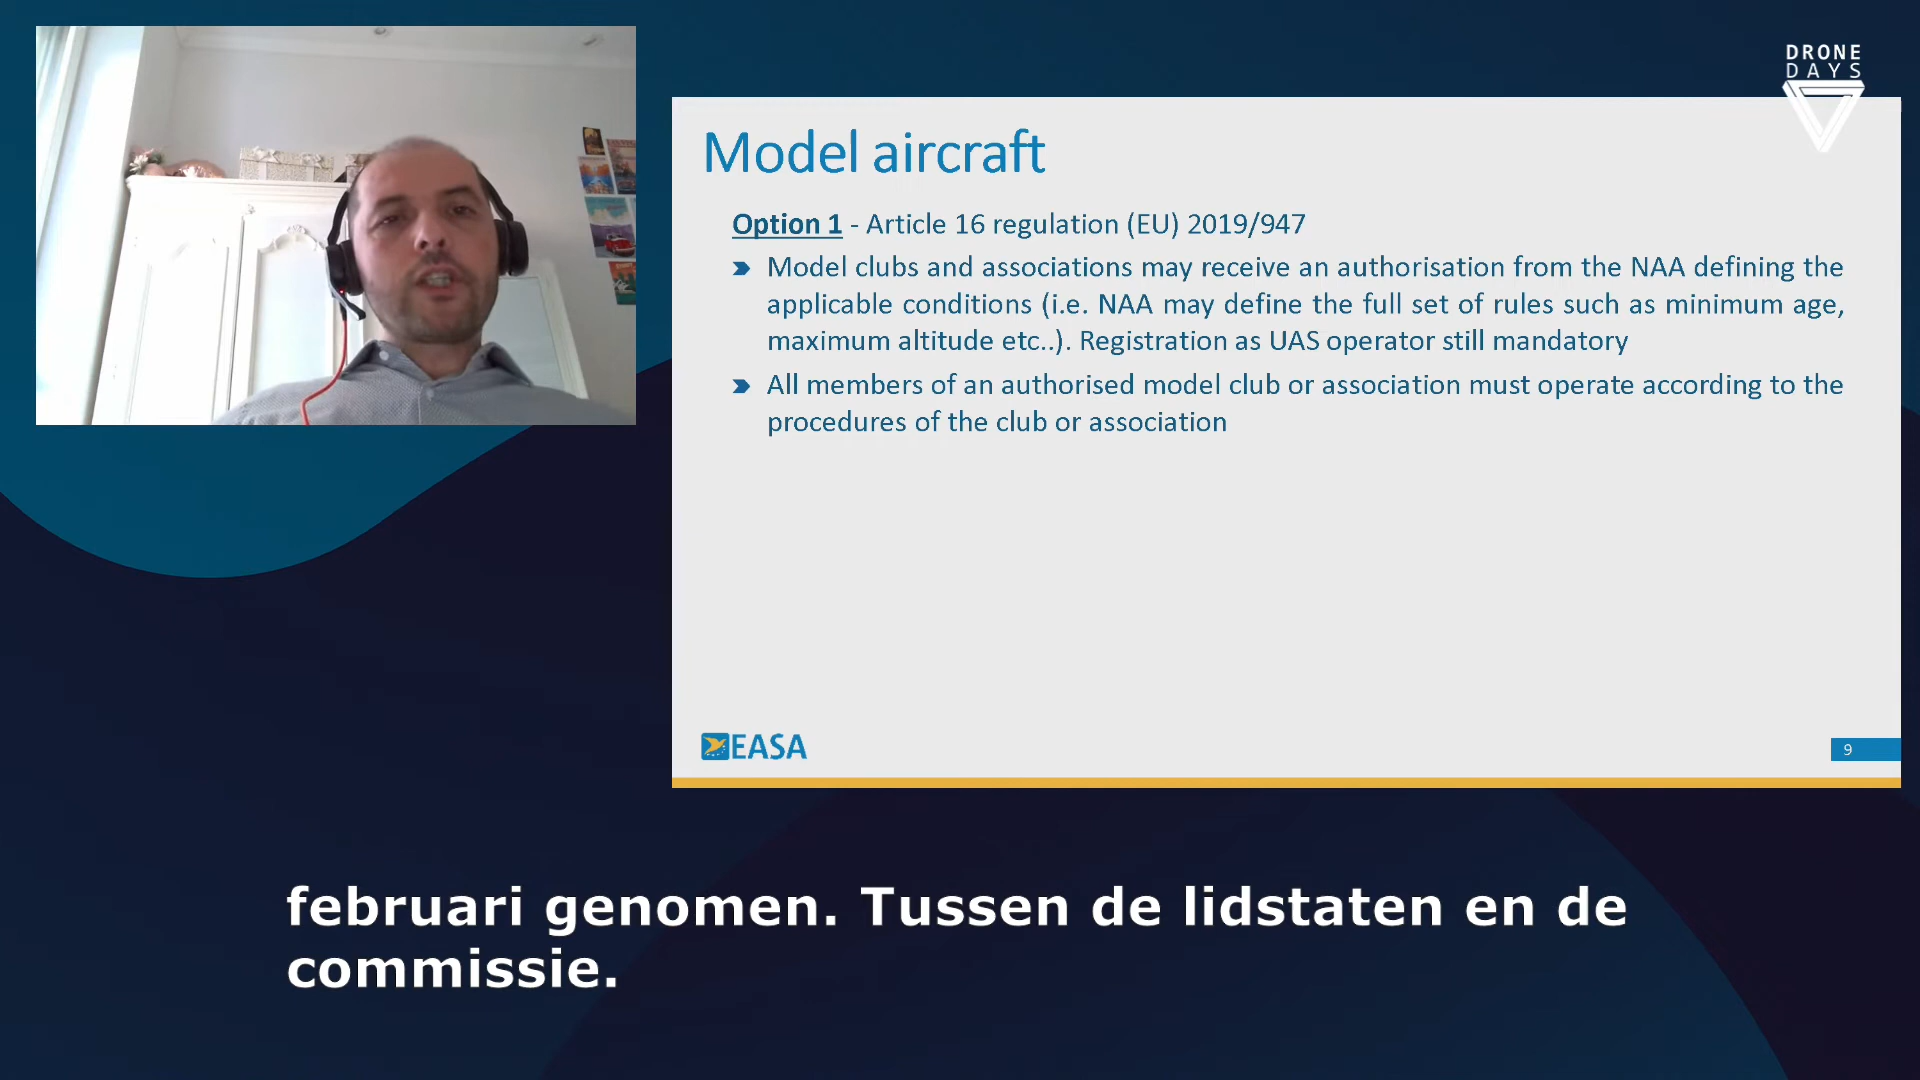 DRONE
DAYS
Model aircraft
Option 1 - Article 16 regulation (EU) 2019/947
Model clubs and associations may receive an authorisation from the NAA defining the
applicable conditions (i.e. NAA may define the full set of rules such as minimum age,
maximum altitude etc..). Registration as UAS operator still mandatory
All members of an authorised model club or association must operate according to the
procedures of the club or association
EASA
9
februari genomen. Tussen de lidstaten en de
commissie.